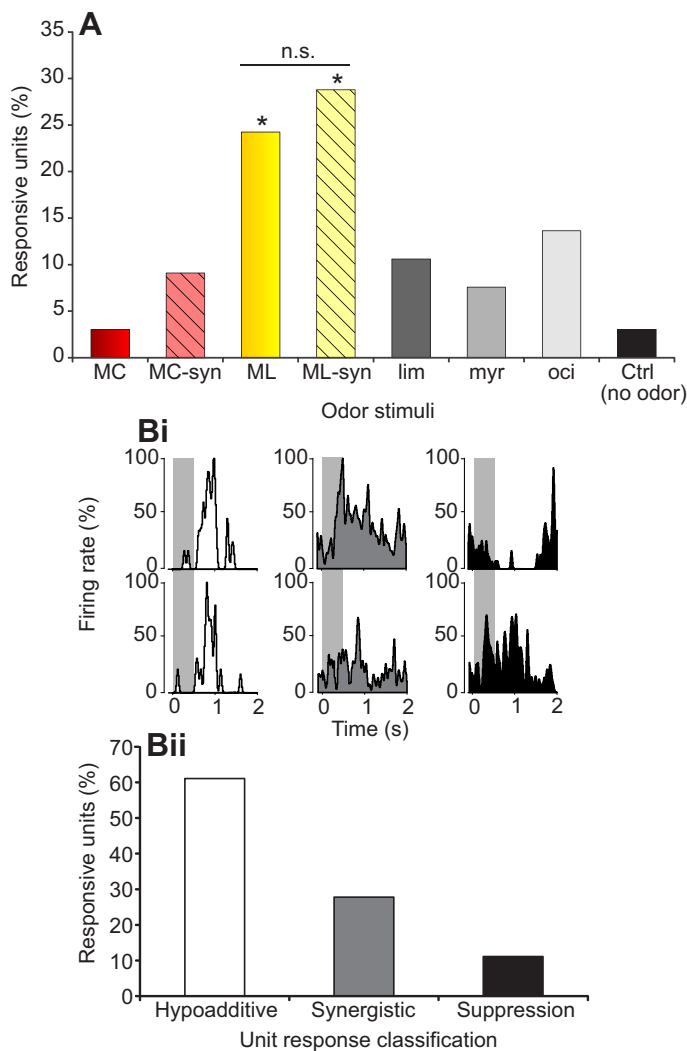 A
35
30
25
20
15
10
5
0
Responsive units (%)
n.s.
*
*
MC MC-syn ML ML-syn lim myr oci Ctrl
(no odor)
Odor stimuli
Bi
100 100 100
50 50 50
0 0 0
100 100 100
50 50 50
0 0 0
Firing rate (%)
0 1 2 0 1 2 0 1 2
Time (s)
Bii
70
60
50
40
30
20
10
0
Responsive units (%)
Hypoadditive Synergistic Suppression
Unit response classification